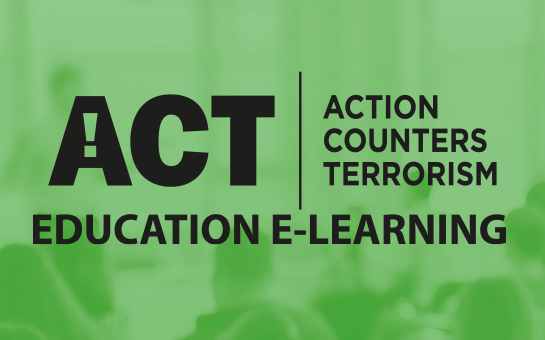 ACT
ACTION
COUNTERS
TERRORISM
EDUCATION E-LEARNING